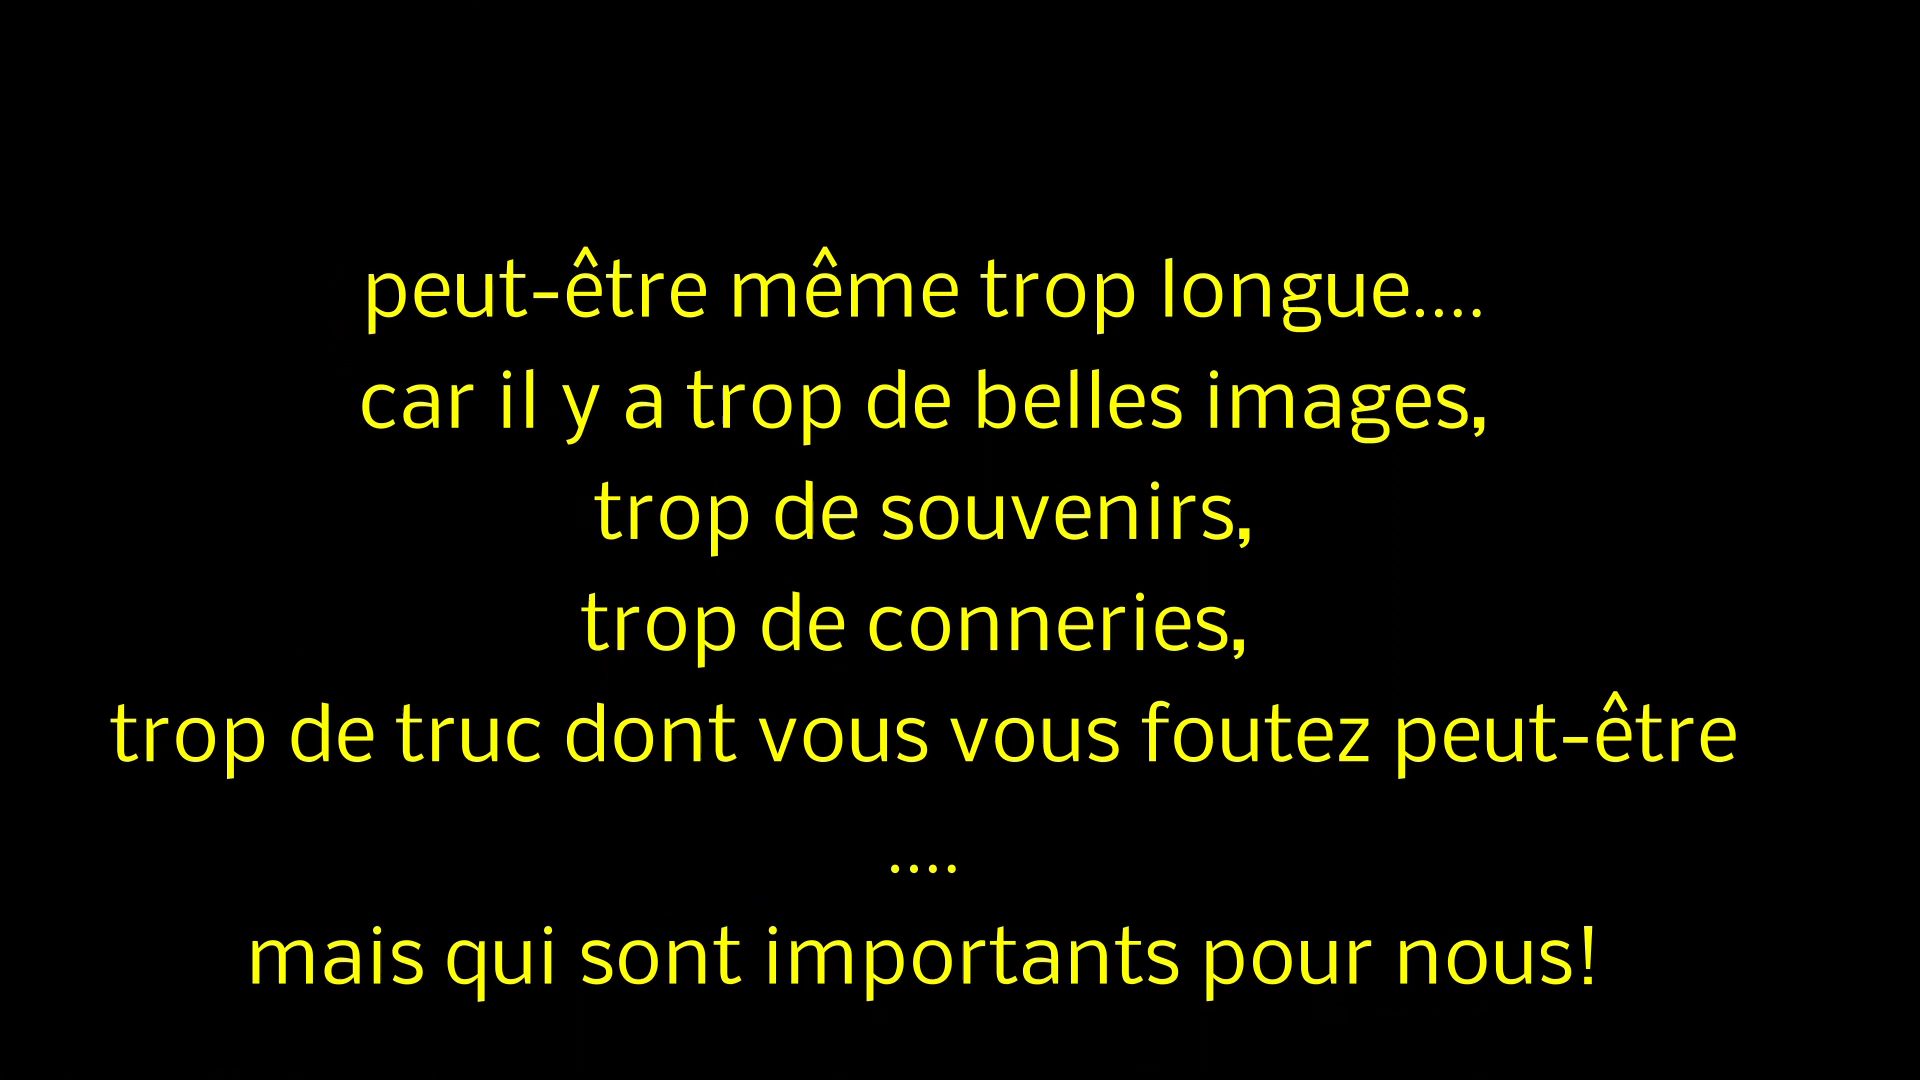 peut-être même trop longue....
car il y a trop de belles images,
trop de souvenirs,
trop de conneries,
trop de truc dont vous vous foutez peut-être
....
mais qui sont importants pour nous!